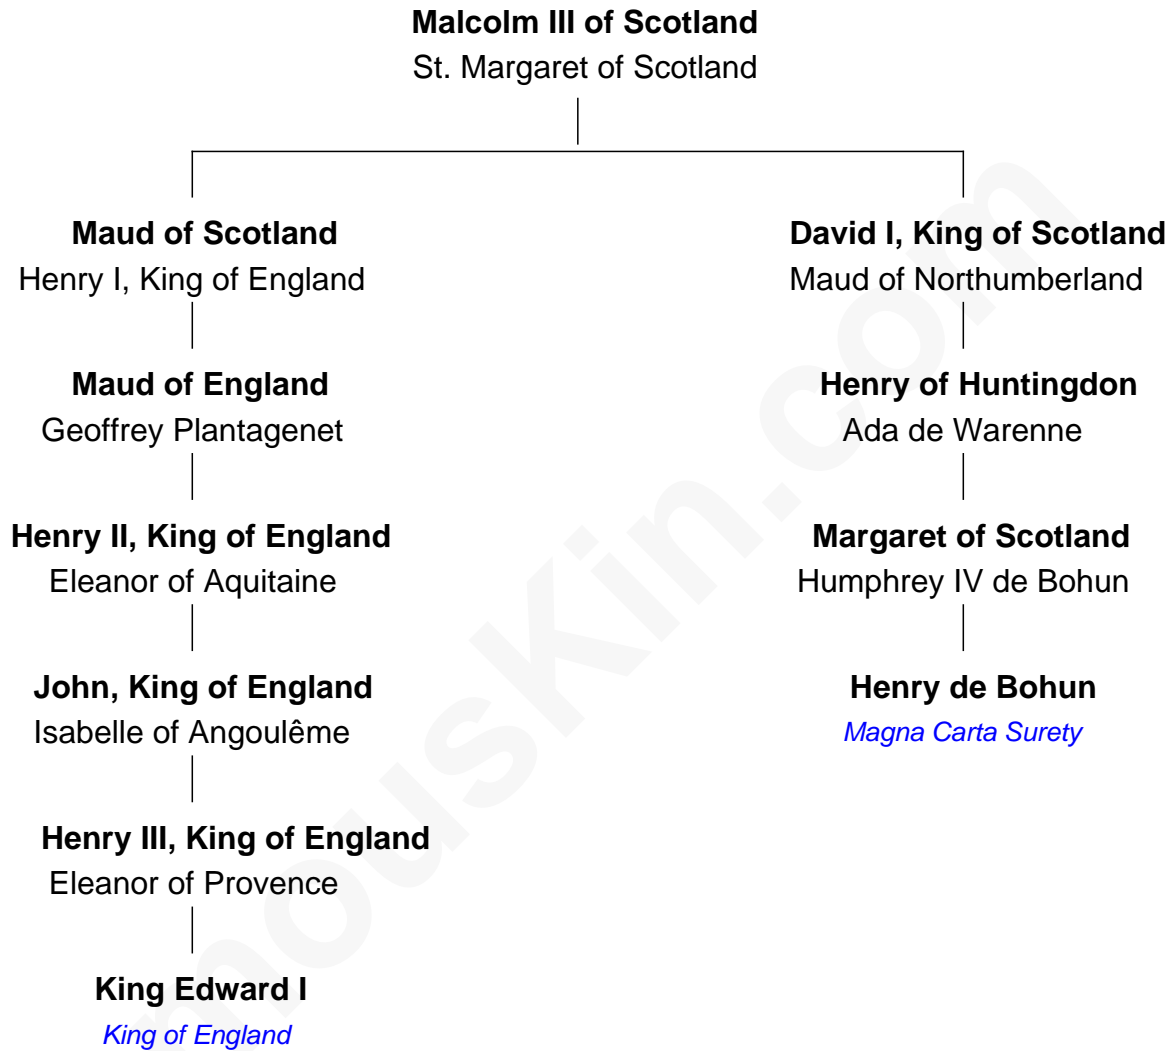 Malcolm III of Scotland
St. Margaret of Scotland
Maud of Scotland
Henry I, King of England
David I, King of Scotland
Maud of Northumberland
Maud of England
Geoffrey Plantagenet
Henry of Huntingdon
Ada de Warenne
Henry II, King of England
Eleanor of Aquitaine
Margaret of Scotland
Humphrey IV de Bohun
John, King of England
Isabelle of Angoulême
Henry de Bohun
Magna Carta Surety
Henry III, King of England
Eleanor of Provence
King Edward I
King of England
mousKin.com